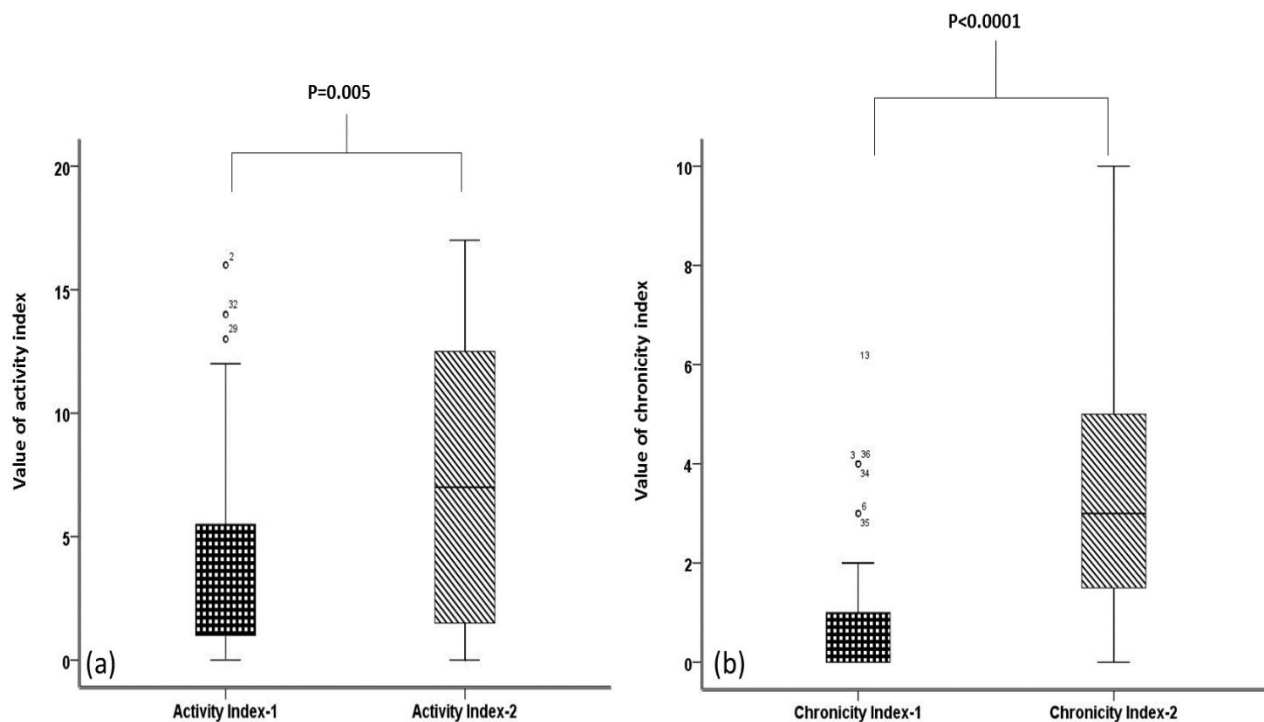 P=0.005
20
15
10
5
0
Value of activity index
2
32
29
(a)
Activity Index-1
Activity Index-2
P<0.0001
10
8
6
4
2
0
Value of chronicity index
13
3 36
34
6
35
(b)
Chronicity Index-1
Chronicity Index-2